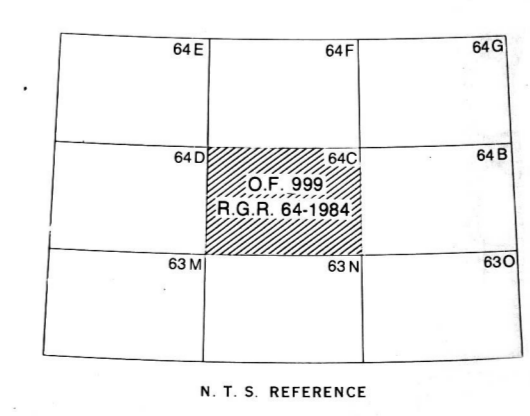 64E
64F
64G
64D
64C
64B
O.F. 999
R.G.R. 64-1984
63M
63N
63O
N. T. S. REFERENCE